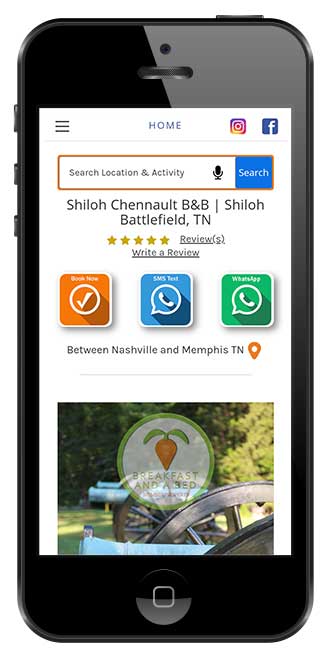 HOME
Search Location & Activity
Search
Shiloh Chennault B&B | Shiloh
Battlefield, TN
Review(s)
Write a Review
Book Now
SMS Text
WhatsApp
Between Nashville and Memphis TN
BREAKFAST
AND A BED